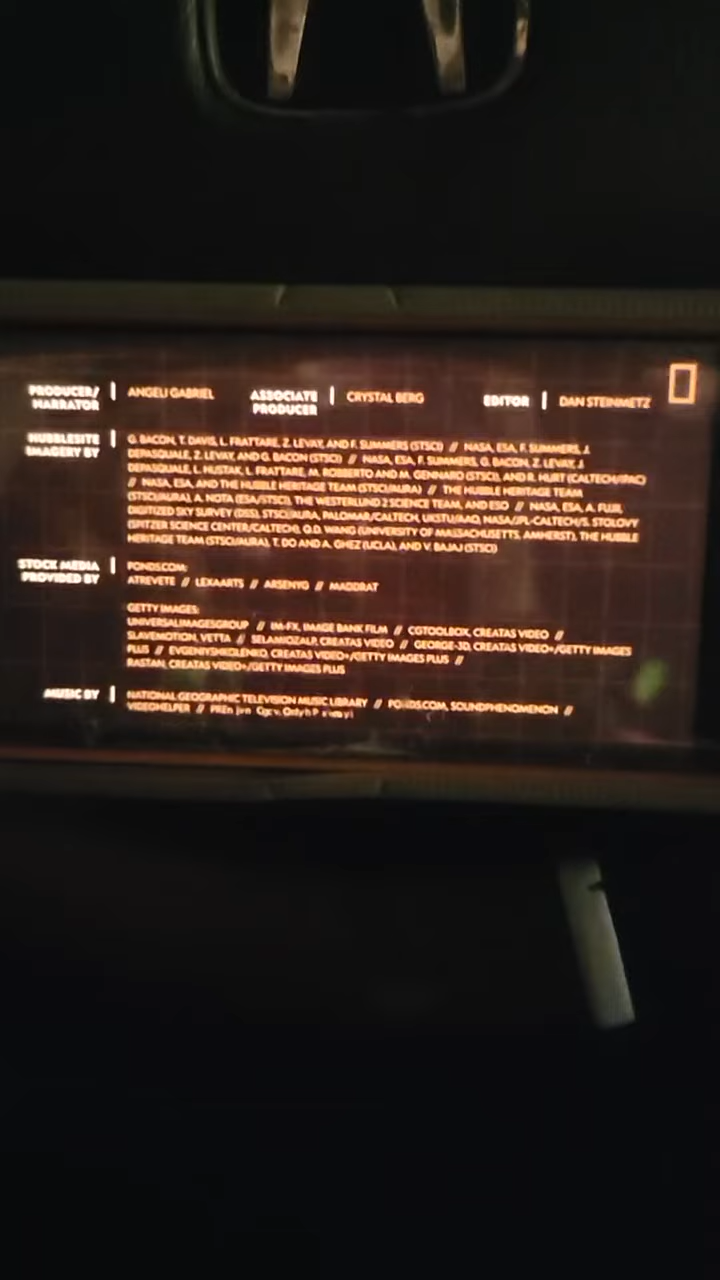 PRODUCER/ NARRATOR | ANGELI GABRIEL ASSOCIATE PRODUCER | CRYSTAL BERG EDITOR | DAN STEINMETZ
HUBBLESITE IMAGERY BY |
G. BACON, T. DAVIS, L. FRATTARE, Z. LEVAY, AND F. SUMMERS (STSCI) // NASA, ESA, F. SUMMERS, J.
DEPASQUALE, Z. LEVAY, AND G. BACON (STSCI) // NASA, ESA, F. SUMMERS, G. BACON, Z. LEVAY, J.
DEPASQUALE, L. HUSTAK, L. FRATTARE, M. ROBBERTO AND M. GENNARO (STSCI), AND R. HURT (CALTECH/IPAC)
// NASA, ESA, AND THE HUBBLE HERITAGE TEAM (STSCI/AURA) // THE HUBBLE HERITAGE TEAM
(STSCI/AURA), A. NOTA (ESA/STSCI), THE WESTERLUND 2 SCIENCE TEAM, AND ESO // NASA, ESA, A. FUJII,
DIGITIZED SKY SURVEY (DSS), STSCI/AURA, PALOMAR/CALTECH, UKSTU/AAO, NASA/JPL-CALTECH/S. STOLOVY
(SPITZER SCIENCE CENTER/CALTECH), Q.D. WANG (UNIVERSITY OF MASSACHUSETTS, AMHERST), THE HUBBLE
HERITAGE TEAM (STSCI/AURA), T. DO AND A. GHEZ (UCLA), AND V. BAJAJ (STSCI)
STOCK MEDIA PROVIDED BY |
POND5.COM:
ATREVETE // LEXAARTS // ARSENYG // MADDRAT
GETTY IMAGES:
UNIVERSALIMAGESGROUP // IM-FX, IMAGE BANK FILM // CGTOOLBOX, CREATAS VIDEO //
SLAVEMOTION, VETTA // SELAMIOZALP, CREATAS VIDEO // GEORGE-3D, CREATAS VIDEO+/GETTY IMAGES
PLUS // EVGENIYSHKOLENKO, CREATAS VIDEO+/GETTY IMAGES PLUS //
RASTAN, CREATAS VIDEO+/GETTY IMAGES PLUS
MUSIC BY |
NATIONAL GEOGRAPHIC TELEVISION MUSIC LIBRARY // POND5.COM, SOUNDPHENOMENON //
VIDEOHELPER //